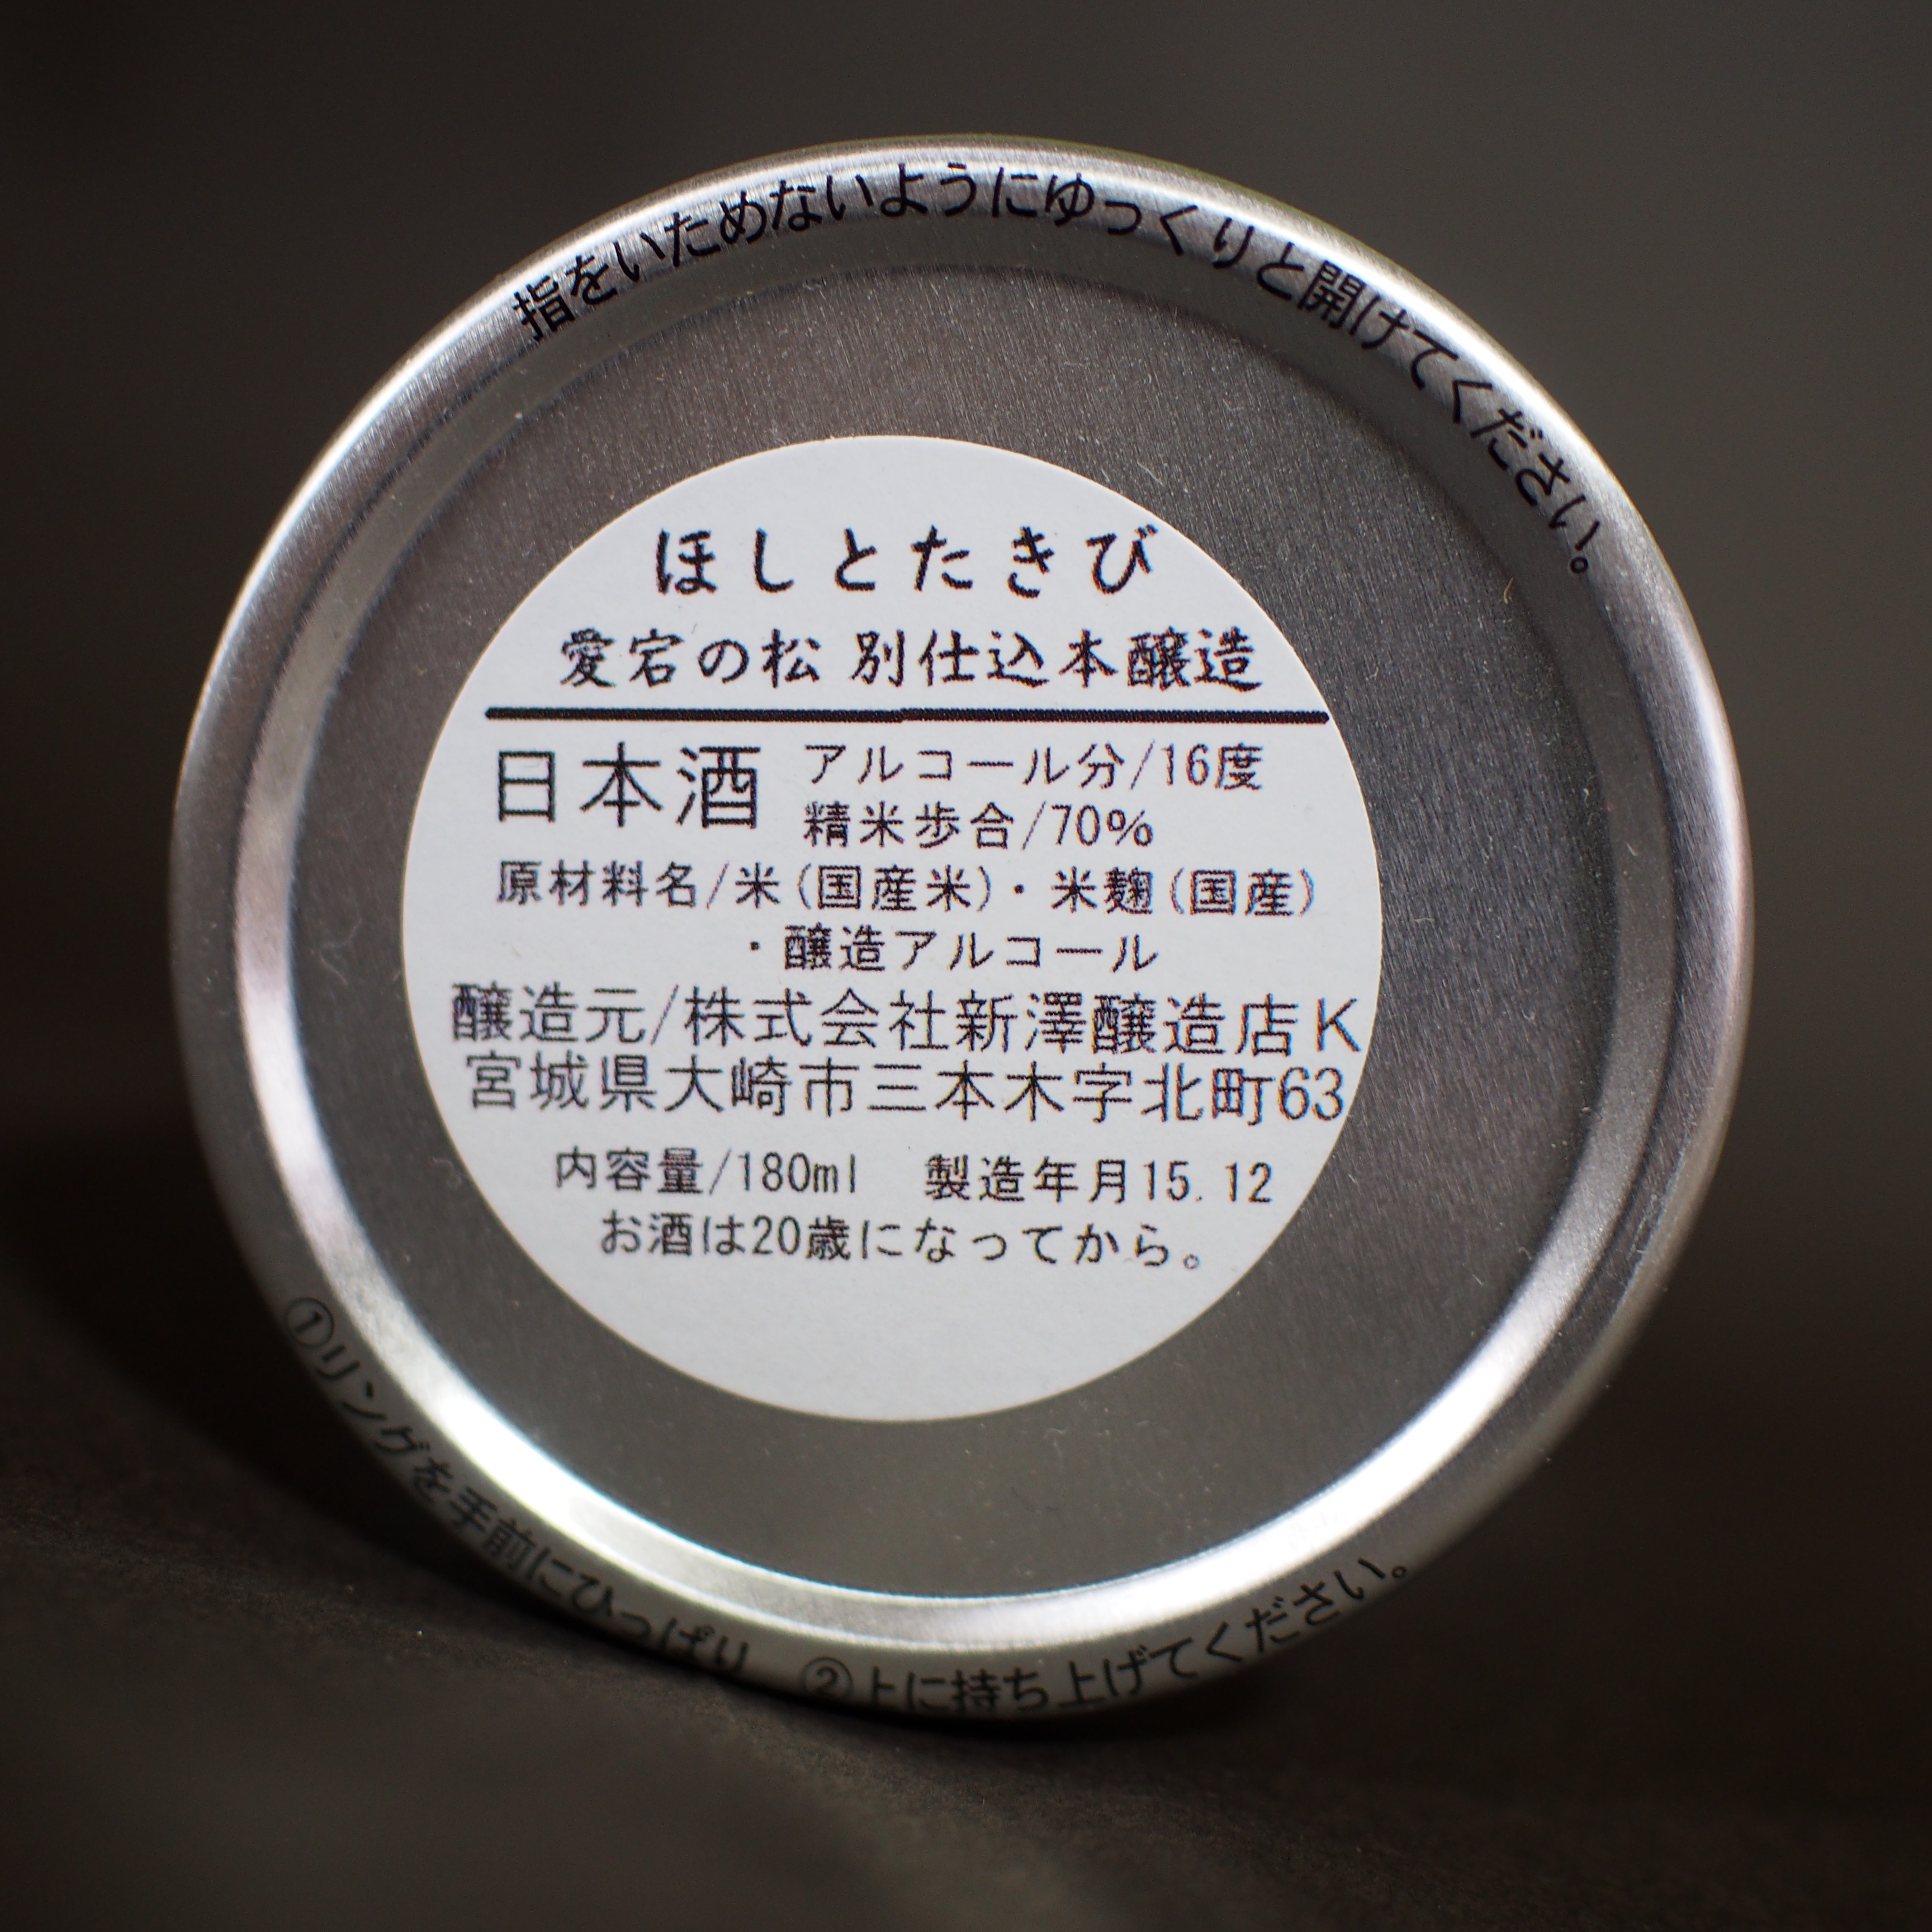 指をいためないようにゆっくりと開けてください。
ほしとたきび
愛宕の松 別仕込本醸造
日本酒 アルコール分/16度
精米歩合/70%
原材料名/米(国産米)・米麹(国産)
・醸造アルコール
醸造元/株式会社新澤醸造店K
宮城県大崎市三本木字北町63
内容量/180ml 製造年月15.12
お酒は20歳になってから。
①リングを手前にひっぱり ②上に持ち上げてください。